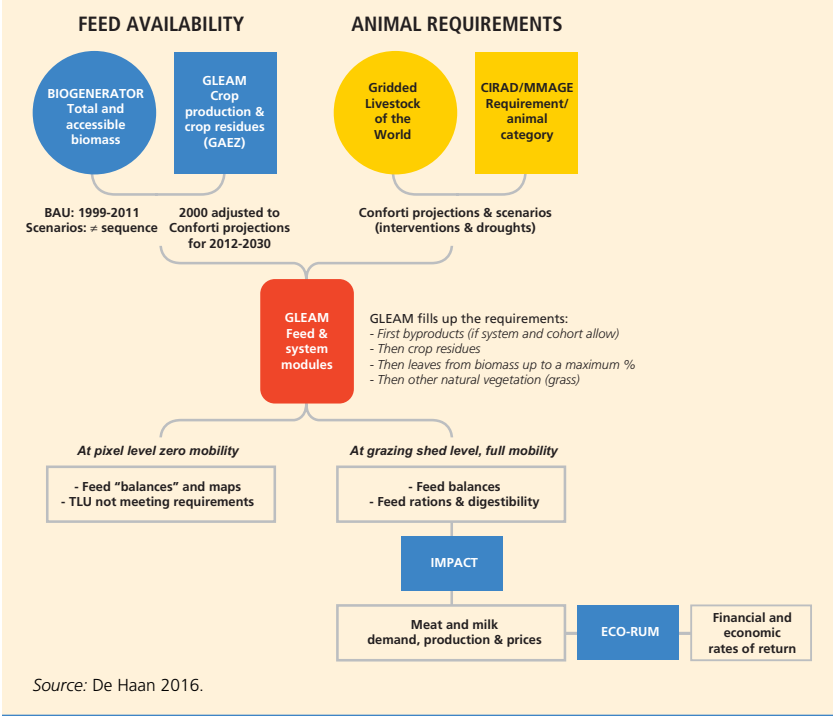 FEED AVAILABILITY
ANIMAL REQUIREMENTS
BIOGENERATOR
Total and
accessible
biomass
GLEAM
Crop
production &
crop residues
(GAEZ)
Gridded
Livestock
of the
World
CIRAD/MMAGE
Requirement/
animal
category
BAU: 1999-2011
Scenarios: ≠ sequence
2000 adjusted to
Conforti projections
for 2012-2030
Conforti projections & scenarios
(interventions & droughts)
GLEAM
Feed &
system
modules
GLEAM fills up the requirements:
- First byproducts (if system and cohort allow)
- Then crop residues
- Then leaves from biomass up to a maximum %
- Then other natural vegetation (grass)
At pixel level zero mobility
At grazing shed level, full mobility
- Feed “balances” and maps
- TLU not meeting requirements
- Feed balances
- Feed rations & digestibility
IMPACT
Meat and milk
demand, production & prices
ECO-RUM
Financial and
economic
rates of return
Source: De Haan 2016.